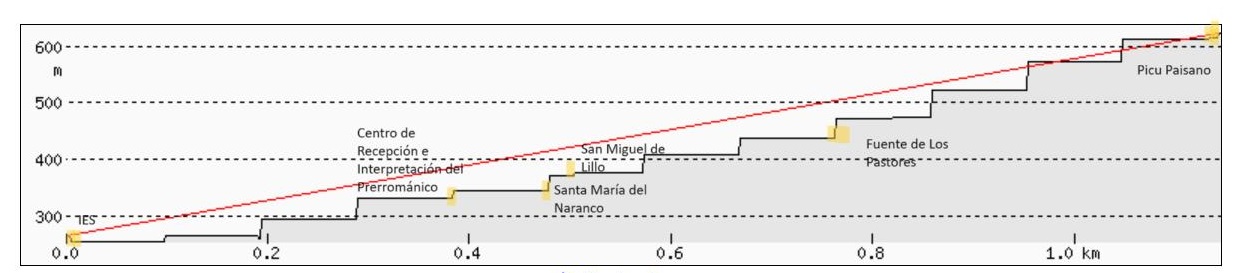 600
m
Picu Paisano
500
Centro de
Recepción e
Interpretación del
Prerrománico
San Miguel de
Lillo
Fuente de Los
Pastores
400
Santa María del
Naranco
300
IES
0.0 0.2 0.4 0.6 0.8 1.0 km